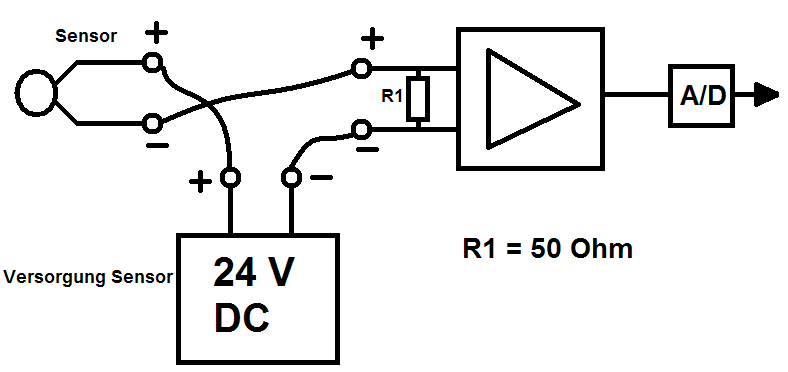 Sensor
+
+
−
R1
A/D
−
+
−
Versorgung Sensor
24 V
DC
R1 = 50 Ohm